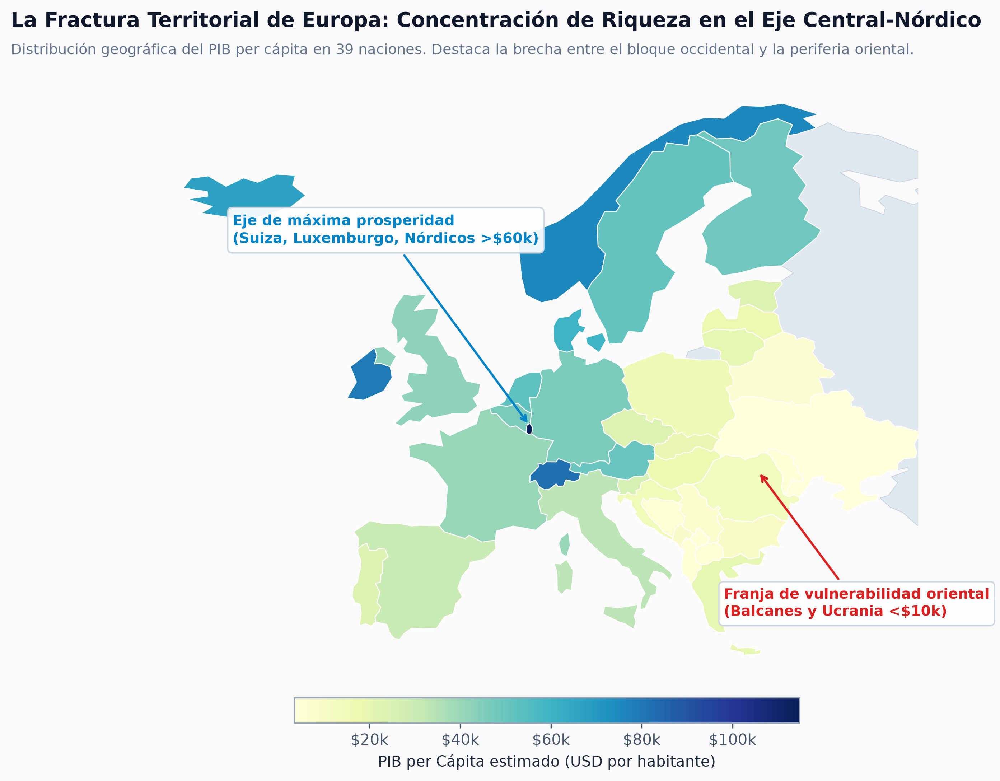 La Fractura Territorial de Europa: Concentración de Riqueza en el Eje Central-Nórdico
Distribución geográfica del PIB per cápita en 39 naciones. Destaca la brecha entre el bloque occidental y la periferia oriental.
Eje de máxima prosperidad
(Suiza, Luxemburgo, Nórdicos >$60k)
Franja de vulnerabilidad oriental
(Balcanes y Ucrania <$10k)
$20k $40k $60k $80k $100k
PIB per Cápita estimado (USD por habitante)